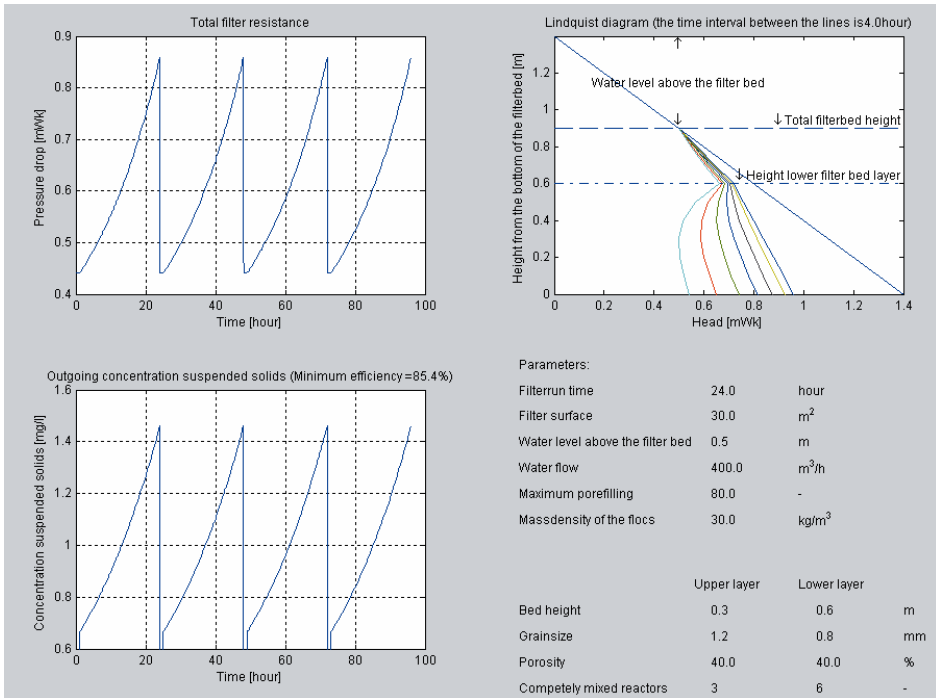 Total filter resistance
Pressure drop [mWk]
0.9
0.8
0.7
0.6
0.5
0.4
0 20 40 60 80 100
Time [hour]
Lindquist diagram (the time interval between the lines is4.0hour)
Height from the bottom of the filterbed [m]
1.2
1
0.8
0.6
0.4
0.2
0
Water level above the filter bed
↓ Total filterbed height
↓ Height lower filter bed layer
0 0.2 0.4 0.6 0.8 1 1.2 1.4
Head [mWk]
Outgoing concentration suspended solids (Minimum efficiency=85.4%)
Concentration suspended solids [mg/l]
1.6
1.4
1.2
1
0.8
0.6
0 20 40 60 80 100
Time [hour]
Parameters:
Filterrun time 24.0 hour
Filter surface 30.0 m²
Water level above the filter bed 0.5 m
Water flow 400.0 m³/h
Maximum porefilling 80.0 -
Massdensity of the flocs 30.0 kg/m³
Upper layer Lower layer
Bed height 0.3 0.6 m
Grainsize 1.2 0.8 mm
Porosity 40.0 40.0 %
Competely mixed reactors 3 6 -